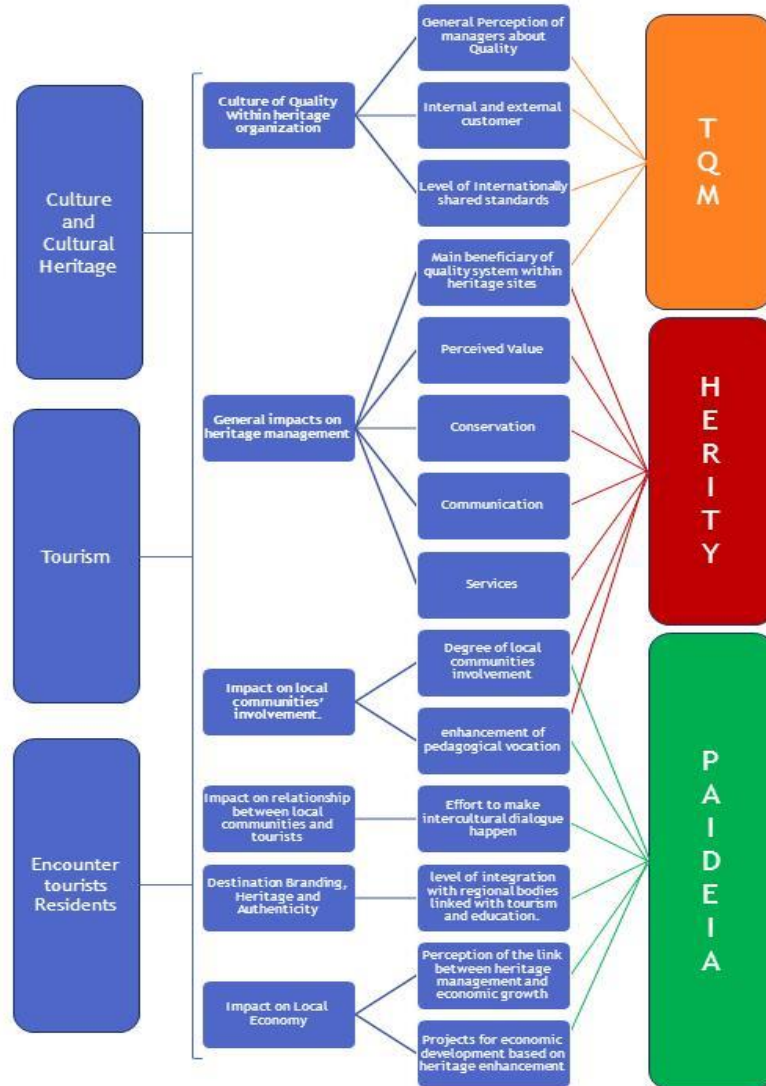 Culture
and
Cultural
Heritage
Tourism
Encounter
tourists
Residents
Culture of Quality
Within heritage
organization
General impacts on
heritage management
Impact on local
communities'
involvement.
Impact on relationship
between local
communities and
tourists
Destination Branding,
Heritage and
Authenticity
Impact on Local
Economy
General Perception of
managers about
Quality
Internal and external
customer
Level of Internationally
shared standards
Main beneficiary of
quality system within
heritage sites
Perceived Value
Conservation
Communication
Services
Degree of local
communities
involvement
enhancement of
pedagogical vocation
Effort to make
intercultural dialogue
happen
level of integration
with regional bodies
linked with tourism
and education.
Perception of the link
between heritage
management and
economic growth
Projects for economic
development based on
heritage enhancement
T
Q
M
H
E
R
I
T
Y
P
A
I
D
E
I
A